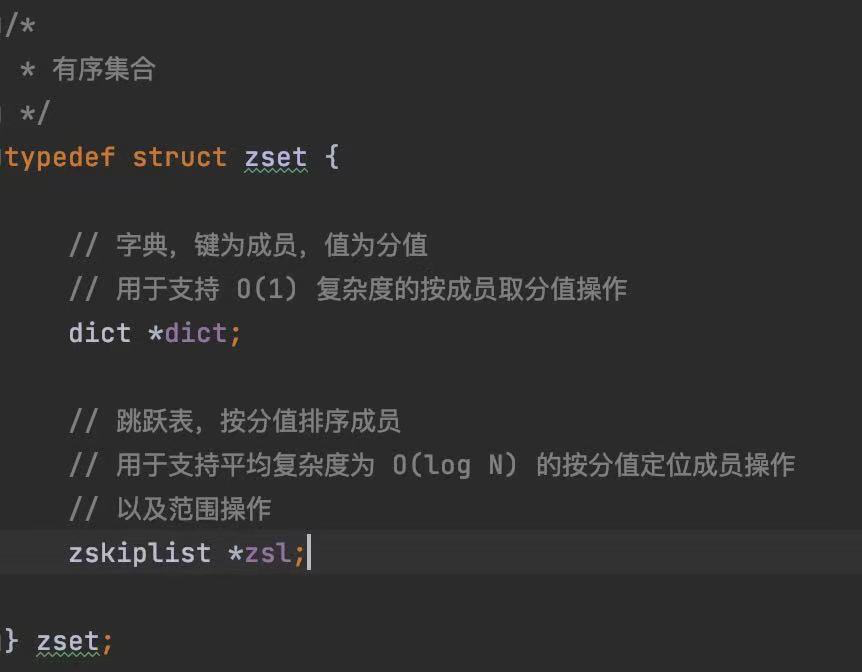 /*
* 有序集合
*/
typedef struct zset {
// 字典，键为成员，值为分值
// 用于支持 O(1) 复杂度的按成员取分值操作
dict *dict;
// 跳跃表，按分值排序成员
// 用于支持平均复杂度为 O(log N) 的按分值定位成员操作
// 以及范围操作
zskiplist *zsl;
} zset;